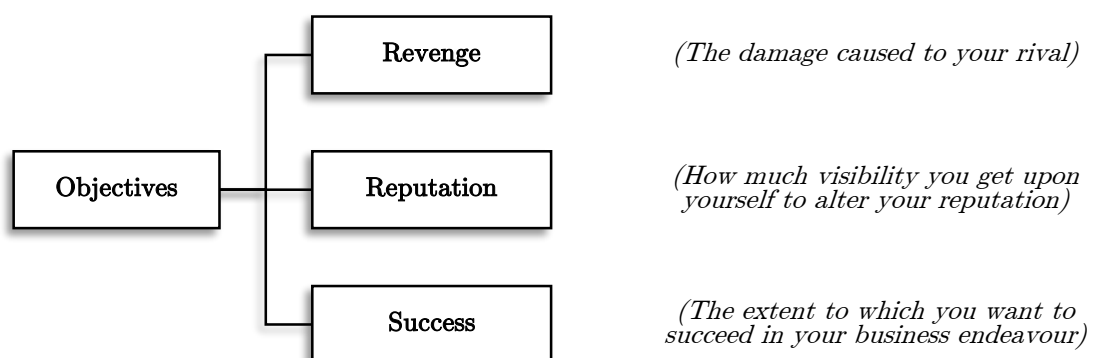 Revenge
(The damage caused to your rival)
Objectives
Reputation
(How much visibility you get upon
yourself to alter your reputation)
Success
(The extent to which you want to
succeed in your business endeavour)